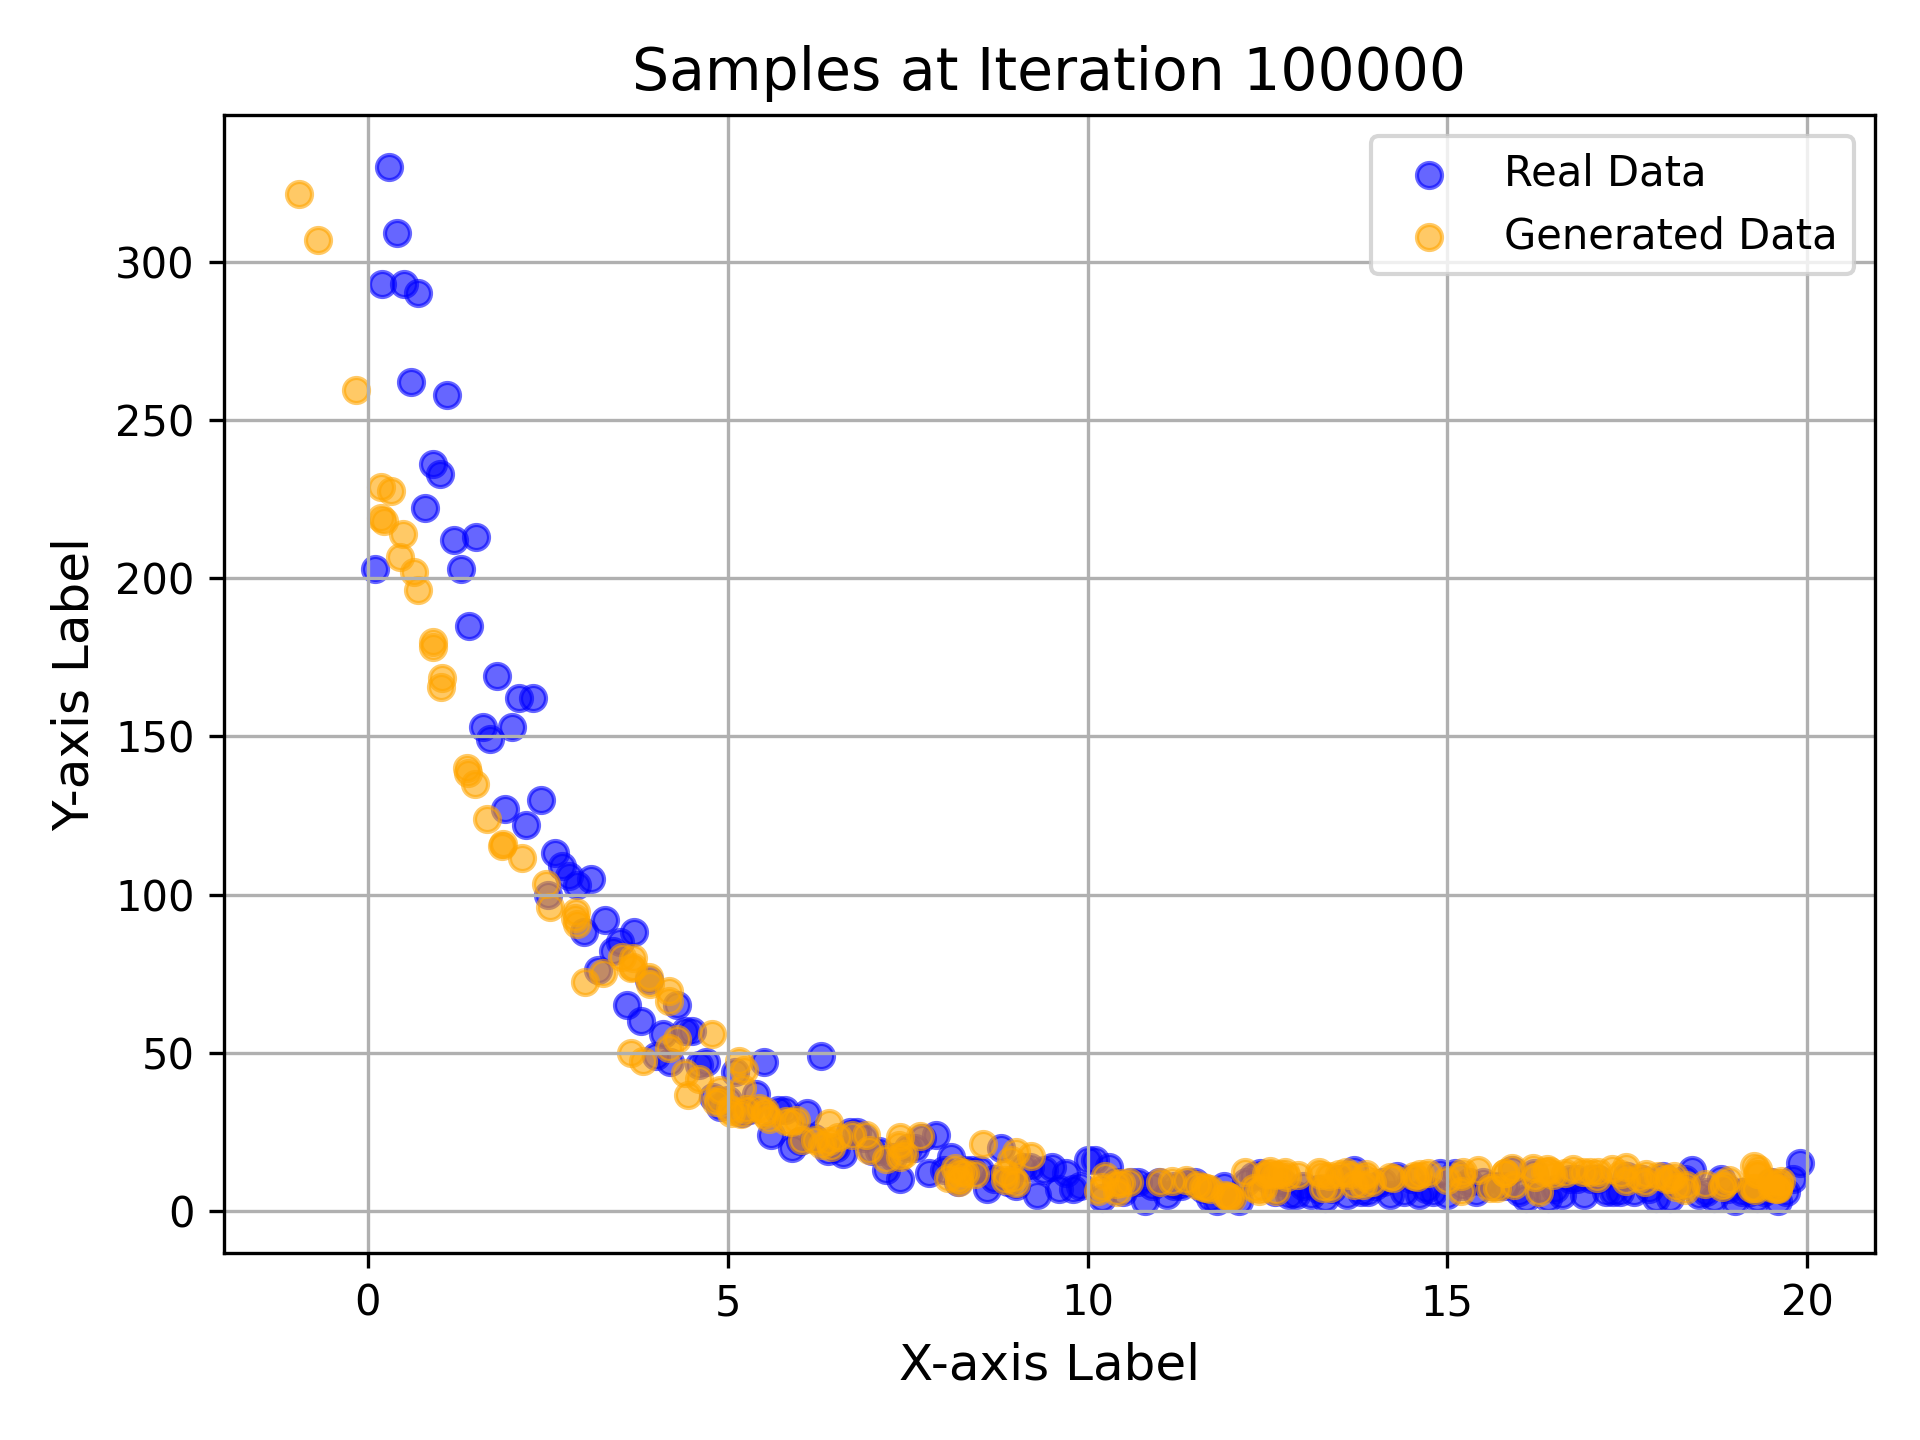 Samples at Iteration 100000
Real Data
Generated Data
300
250
200
150
100
50
0
Y-axis Label
0 5 10 15 20
X-axis Label